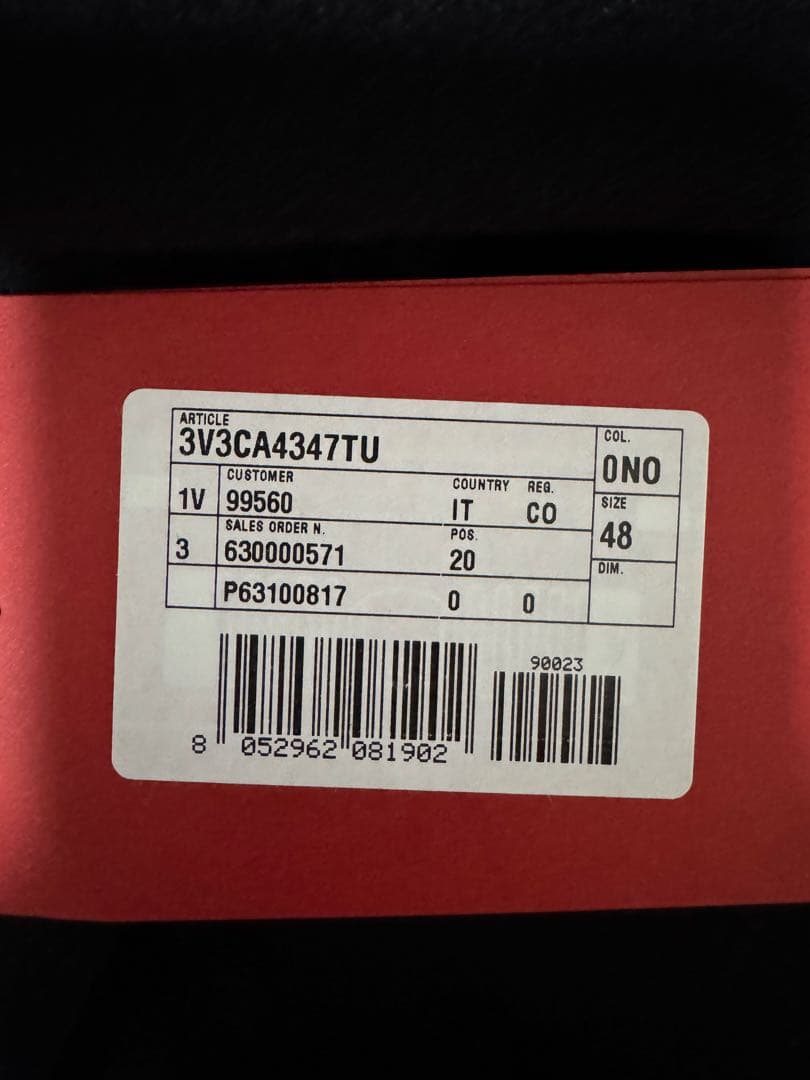 ARTICLE
3V3CA4347TU
COL.
0N0
1V
CUSTOMER
99560
COUNTRY
IT
REG.
CO
SIZE
48
3
SALES ORDER N.
630000571
POS.
20
DIM.
P63100817
0
0
90023
8 052962 081902